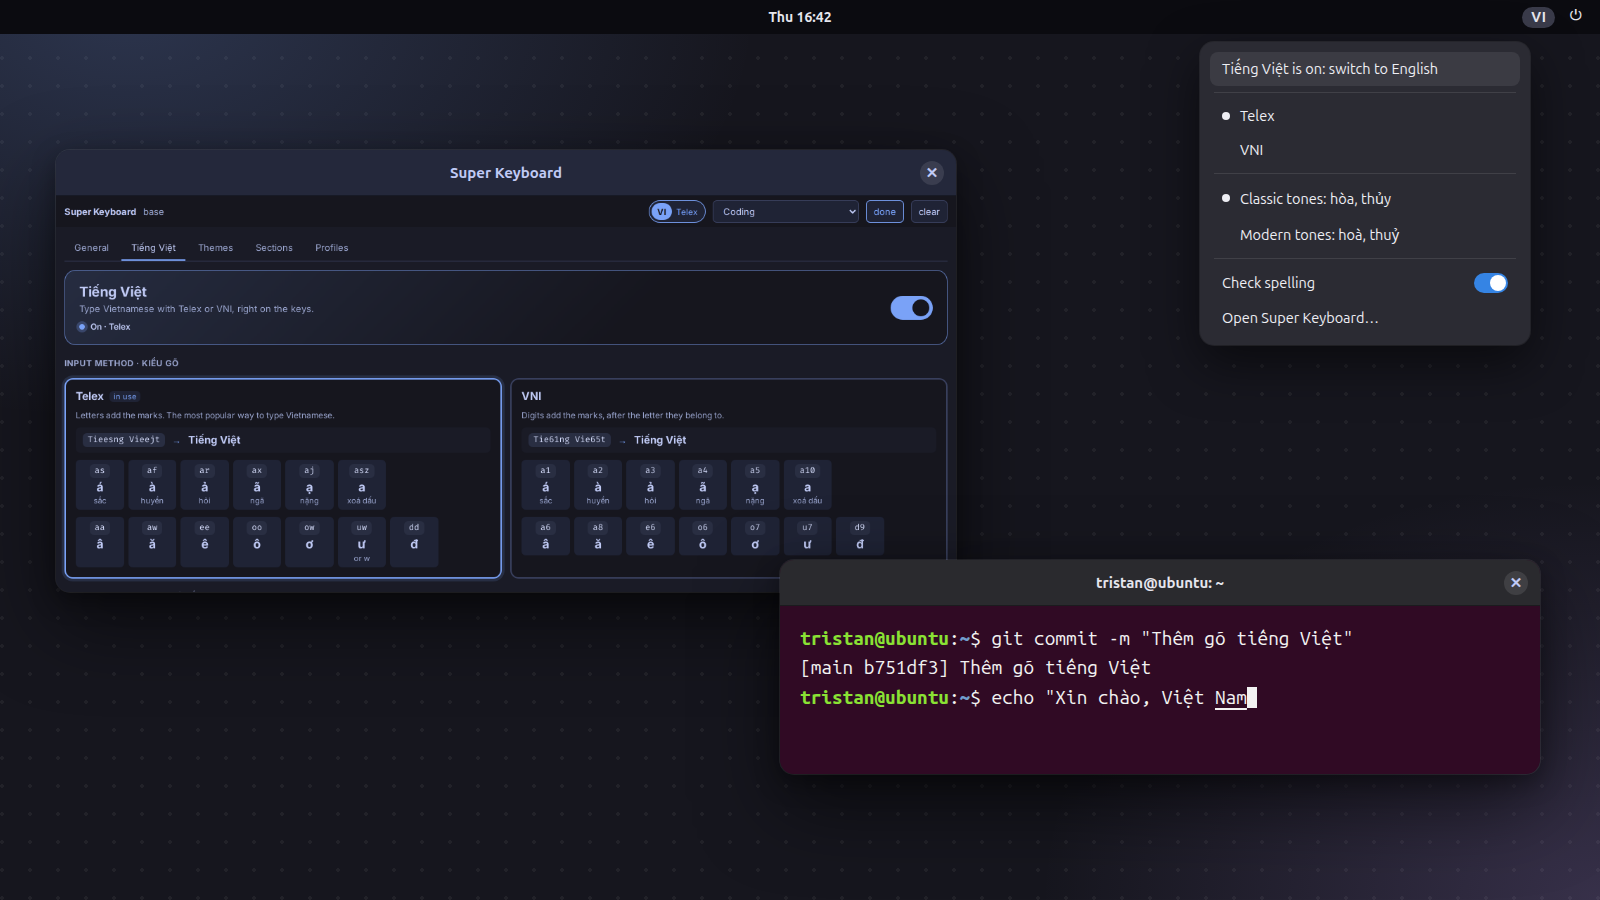 Thu 16:42
VI
Tiếng Việt is on: switch to English
Telex
VNI
Classic tones: hòa, thủy
Modern tones: hoà, thuỷ
Check spelling
Open Super Keyboard…
Super Keyboard
Super Keyboard base
VI Telex
Coding
done
clear
General Tiếng Việt Themes Sections Profiles
Tiếng Việt
Type Vietnamese with Telex or VNI, right on the keys.
On · Telex
INPUT METHOD · KIỂU GÕ
Telex in use
Letters add the marks. The most popular way to type Vietnamese.
Tieesng Vieejt → Tiếng Việt
as af ar ax aj asz
á à ả ã ạ a
sắc huyền hỏi ngã nặng xoá dấu
aa aw ee oo ow uw dd
â ă ê ô ơ ư đ
or w
VNI
Digits add the marks, after the letter they belong to.
Tie61ng Vie65t → Tiếng Việt
a1 a2 a3 a4 a5 a10
á à ả ã ạ a
sắc huyền hỏi ngã nặng xoá dấu
a6 a8 e6 o6 o7 u7 d9
â ă ê ô ơ ư đ
tristan@ubuntu: ~
tristan@ubuntu:~$ git commit -m "Thêm gõ tiếng Việt"
[main b751df3] Thêm gõ tiếng Việt
tristan@ubuntu:~$ echo "Xin chào, Việt Nam